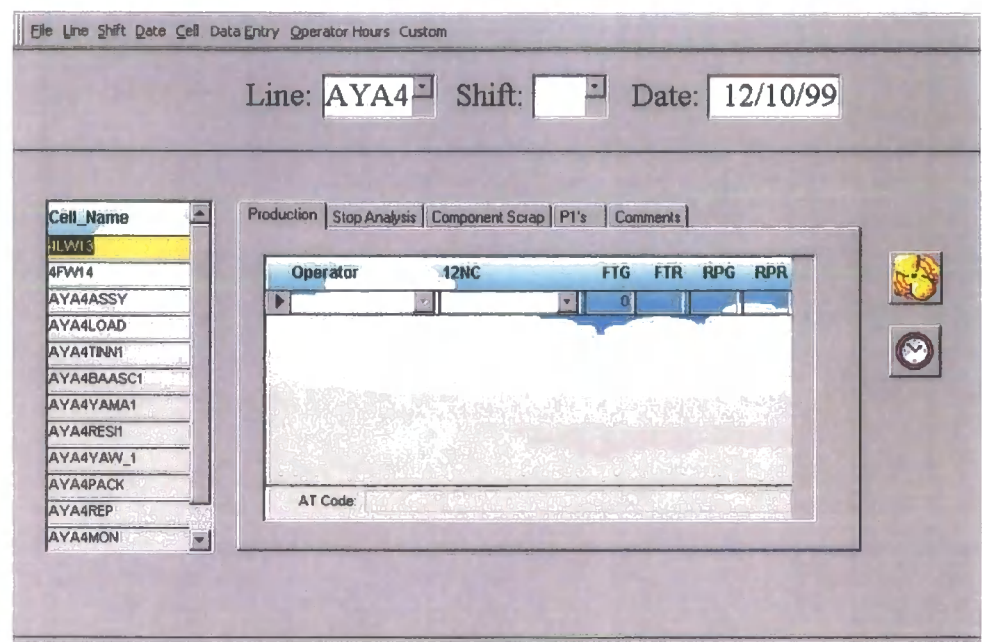 File Line Shift Date Cell Data Entry Operator Hours Custom
Line: AYA4 Shift: Date: 12/10/99
Cell_Name
4LW13
4FW14
AYA4ASSY
AYA4LOAD
AYA4TINN1
AYA4BAASC1
AYA4YAMA1
AYA4RESI1
AYA4YAW_1
AYA4PACK
AYA4REP
AYA4MON
Production Stop Analysis Component Scrap P1's Comments
Operator 12NC FTG FTR RPG RPR
0
AT Code: